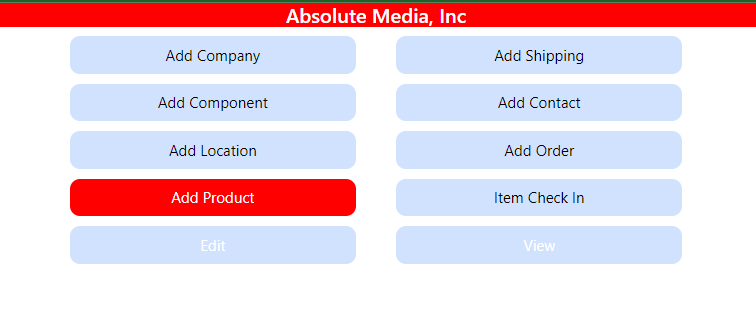 Absolute Media, Inc
Add Company
Add Shipping
Add Component
Add Contact
Add Location
Add Order
Add Product
Item Check In
Edit
View